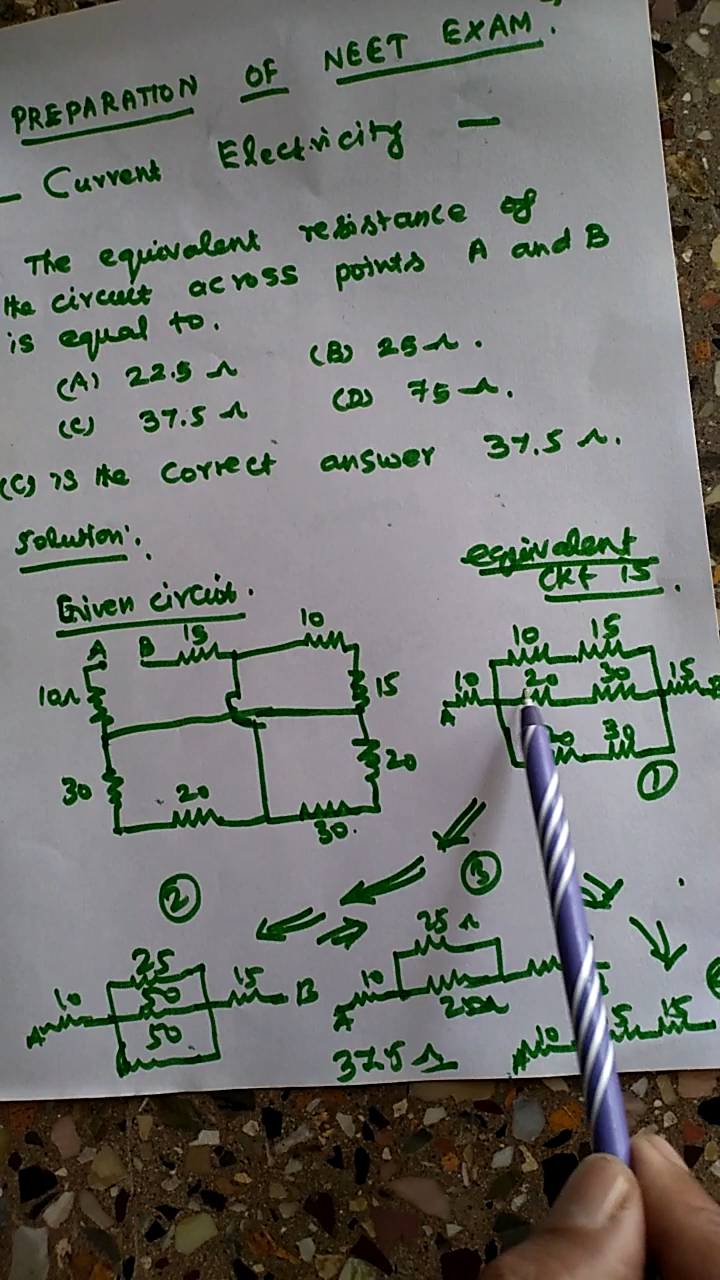 PREPARATION OF NEET EXAM.
- Current Electricity -
The equivalent resistance of
the circuit across points A and B
is equal to.
(A) 22.5 Ω (B) 25 Ω.
(C) 37.5 Ω (D) 75 Ω.
(C) is the correct answer 37.5 Ω.
Solution:
equivalent
ckt is.
Given circuit.
A B 15 10
10Ω 15
30 20 20
30.
10 15
10 20 30 15
A
30
1
2
3
25
10 50 15
A B
50
25 Ω
10
A 25Ω
37.5 Ω
10 15 15
A